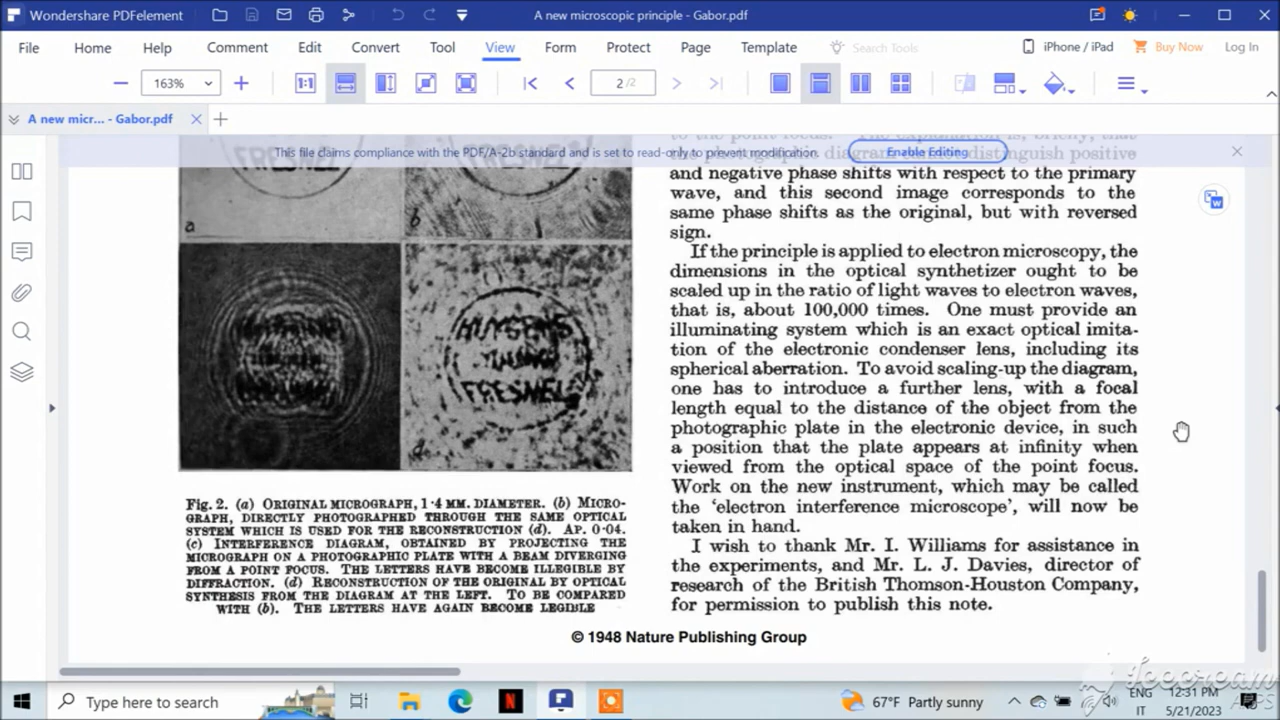 Wondershare PDFelement
A new microscopic principle - Gabor.pdf
File Home Help Comment Edit Convert Tool View Form Protect Page Template Search Tools iPhone / iPad Buy Now Log In
163% 1:1 2 /2
A new micr... - Gabor.pdf
This file claims compliance with the PDF/A-2b standard and is set to read-only to prevent modification. Enable Editing
a b
HUYGENS
YOUNG
FRESNEL
d
Fig. 2. (a) ORIGINAL MICROGRAPH, 1·4 MM. DIAMETER. (b) MICRO-
GRAPH, DIRECTLY PHOTOGRAPHED THROUGH THE SAME OPTICAL
SYSTEM WHICH IS USED FOR THE RECONSTRUCTION (d). AP. 0·04.
(c) INTERFERENCE DIAGRAM, OBTAINED BY PROJECTING THE
MICROGRAPH ON A PHOTOGRAPHIC PLATE WITH A BEAM DIVERGING
FROM A POINT FOCUS. THE LETTERS HAVE BECOME ILLEGIBLE BY
DIFFRACTION. (d) RECONSTRUCTION OF THE ORIGINAL BY OPTICAL
SYNTHESIS FROM THE DIAGRAM AT THE LEFT. TO BE COMPARED
WITH (b). THE LETTERS HAVE AGAIN BECOME LEGIBLE
to the point focus. The explanation is, briefly, that
diagram distinguish positive
and negative phase shifts with respect to the primary
wave, and this second image corresponds to the
same phase shifts as the original, but with reversed
sign.
If the principle is applied to electron microscopy, the
dimensions in the optical synthetizer ought to be
scaled up in the ratio of light waves to electron waves,
that is, about 100,000 times. One must provide an
illuminating system which is an exact optical imita-
tion of the electronic condenser lens, including its
spherical aberration. To avoid scaling-up the diagram,
one has to introduce a further lens, with a focal
length equal to the distance of the object from the
photographic plate in the electronic device, in such
a position that the plate appears at infinity when
viewed from the optical space of the point focus.
Work on the new instrument, which may be called
the 'electron interference microscope', will now be
taken in hand.
I wish to thank Mr. I. Williams for assistance in
the experiments, and Mr. L. J. Davies, director of
research of the British Thomson-Houston Company,
for permission to publish this note.
© 1948 Nature Publishing Group
Icecream
APPS
Type here to search
67°F Partly sunny
ENG
IT
12:31 PM
5/21/2023